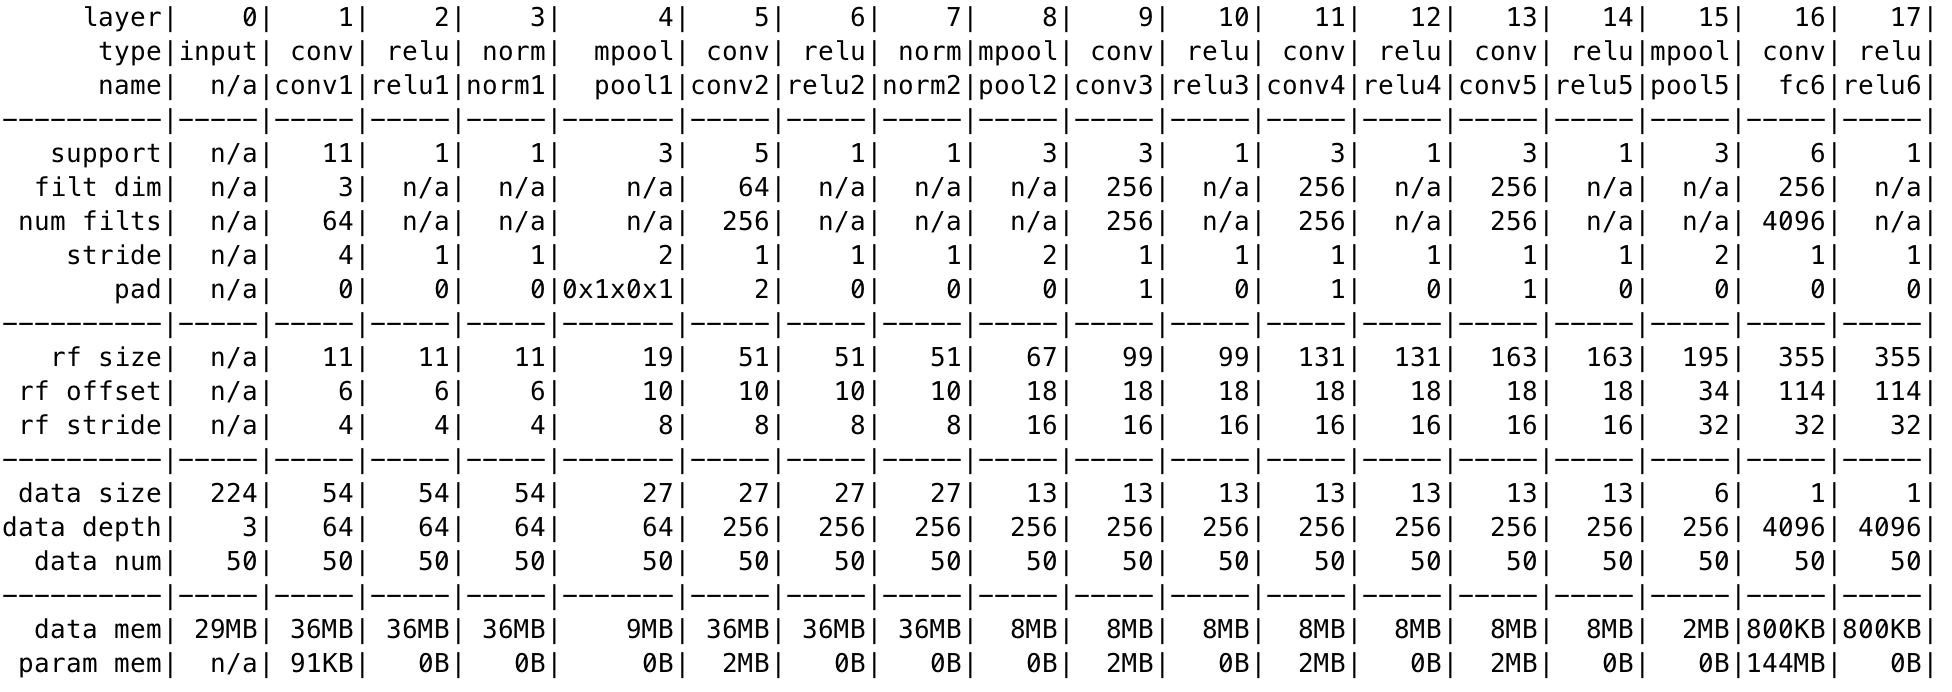 layer| 0| 1| 2| 3| 4| 5| 6| 7| 8| 9| 10| 11| 12| 13| 14| 15| 16| 17|
type|input| conv| relu| norm| mpool| conv| relu| norm|mpool| conv| relu| conv| relu| conv| relu|mpool| conv| relu|
name| n/a|conv1|relu1|norm1| pool1|conv2|relu2|norm2|pool2|conv3|relu3|conv4|relu4|conv5|relu5|pool5| fc6|relu6|
----------|-----|-----|-----|-----|-------|-----|-----|-----|-----|-----|-----|-----|-----|-----|-----|-----|-----|-----|
support| n/a| 11| 1| 1| 3| 5| 1| 1| 3| 3| 1| 3| 1| 3| 1| 3| 6| 1|
filt dim| n/a| 3| n/a| n/a| n/a| 64| n/a| n/a| n/a| 256| n/a| 256| n/a| 256| n/a| n/a| 256| n/a|
num filts| n/a| 64| n/a| n/a| n/a| 256| n/a| n/a| n/a| 256| n/a| 256| n/a| 256| n/a| n/a| 4096| n/a|
stride| n/a| 4| 1| 1| 2| 1| 1| 1| 2| 1| 1| 1| 1| 1| 1| 2| 1| 1|
pad| n/a| 0| 0| 0|0x1x0x1| 2| 0| 0| 0| 1| 0| 1| 0| 1| 0| 0| 0| 0|
----------|-----|-----|-----|-----|-------|-----|-----|-----|-----|-----|-----|-----|-----|-----|-----|-----|-----|-----|
rf size| n/a| 11| 11| 11| 19| 51| 51| 51| 67| 99| 99| 131| 131| 163| 163| 195| 355| 355|
rf offset| n/a| 6| 6| 6| 10| 10| 10| 10| 18| 18| 18| 18| 18| 18| 18| 34| 114| 114|
rf stride| n/a| 4| 4| 4| 8| 8| 8| 8| 16| 16| 16| 16| 16| 16| 16| 32| 32| 32|
----------|-----|-----|-----|-----|-------|-----|-----|-----|-----|-----|-----|-----|-----|-----|-----|-----|-----|-----|
data size| 224| 54| 54| 54| 27| 27| 27| 27| 13| 13| 13| 13| 13| 13| 13| 6| 1| 1|
data depth| 3| 64| 64| 64| 64| 256| 256| 256| 256| 256| 256| 256| 256| 256| 256| 256| 4096| 4096|
data num| 50| 50| 50| 50| 50| 50| 50| 50| 50| 50| 50| 50| 50| 50| 50| 50| 50| 50|
----------|-----|-----|-----|-----|-------|-----|-----|-----|-----|-----|-----|-----|-----|-----|-----|-----|-----|-----|
data mem| 29MB| 36MB| 36MB| 36MB| 9MB| 36MB| 36MB| 36MB| 8MB| 8MB| 8MB| 8MB| 8MB| 8MB| 8MB| 2MB|800KB|800KB|
param mem| n/a| 91KB| 0B| 0B| 0B| 2MB| 0B| 0B| 0B| 2MB| 0B| 2MB| 0B| 2MB| 0B| 0B|144MB| 0B|